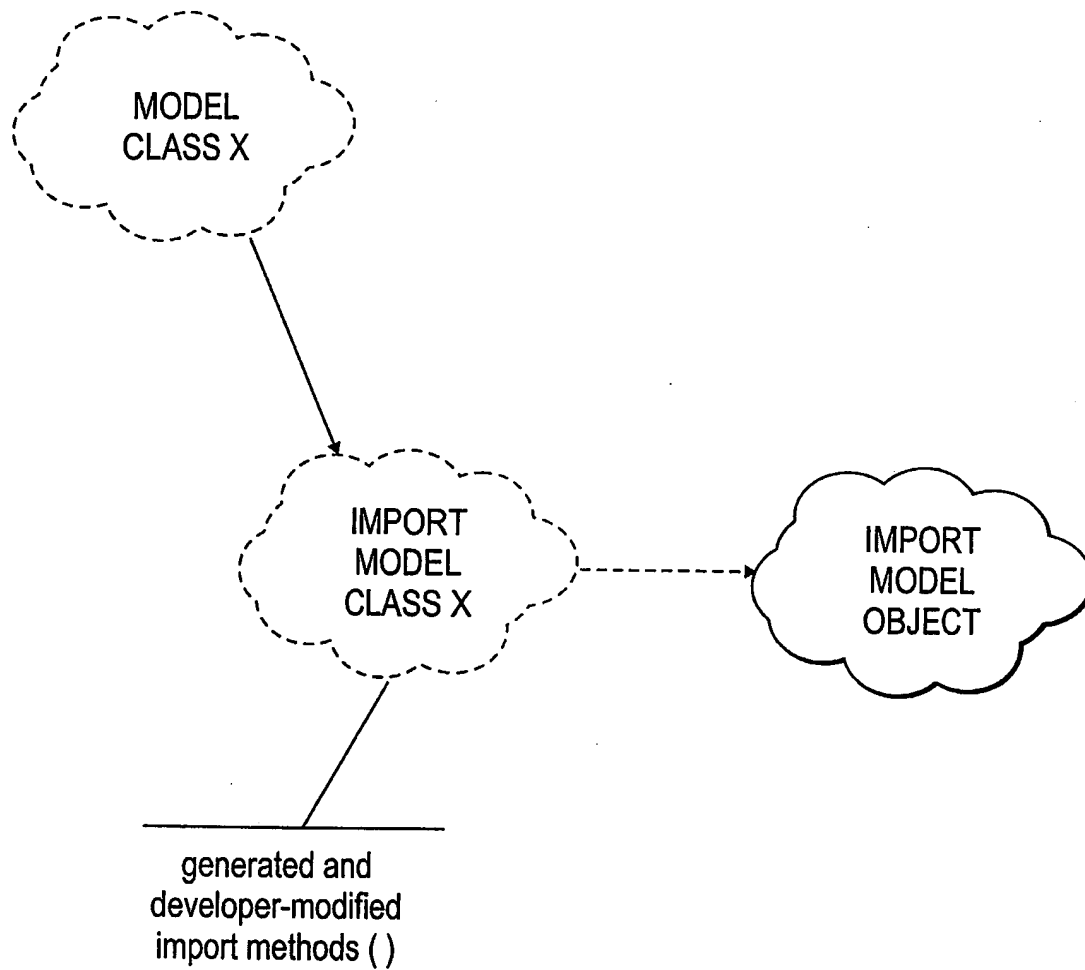 MODEL
CLASS X
IMPORT
MODEL
CLASS X
IMPORT
MODEL
OBJECT
generated and
developer-modified
import methods ( )